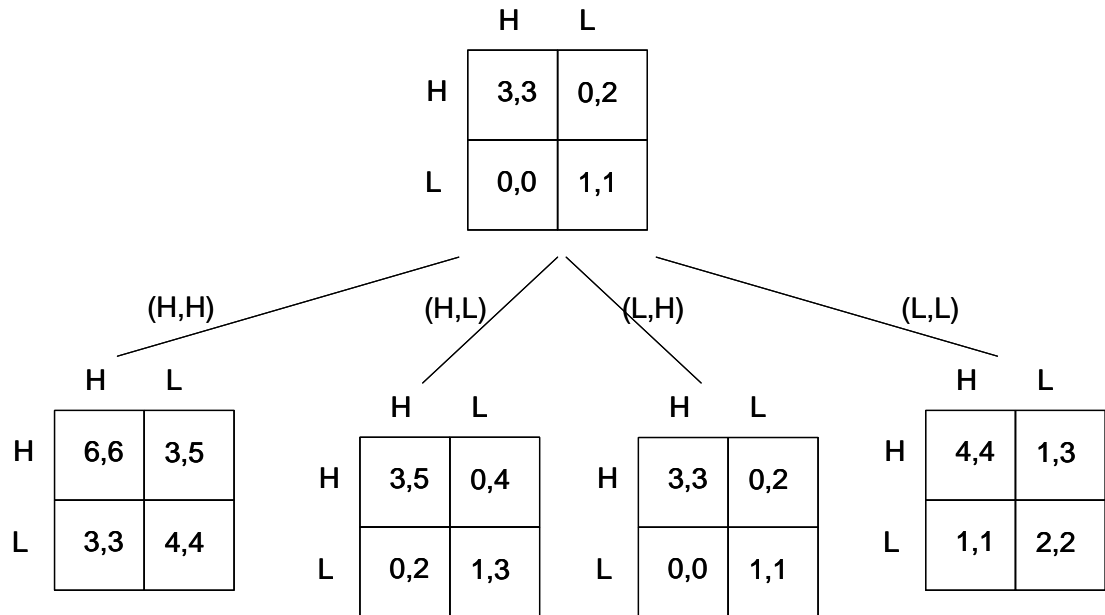 H L
H 3,3 0,2
L 0,0 1,1
(H,H) (H,L) (L,H) (L,L)
H L
H 6,6 3,5
L 3,3 4,4
H L
H 3,5 0,4
L 0,2 1,3
H L
H 3,3 0,2
L 0,0 1,1
H L
H 4,4 1,3
L 1,1 2,2